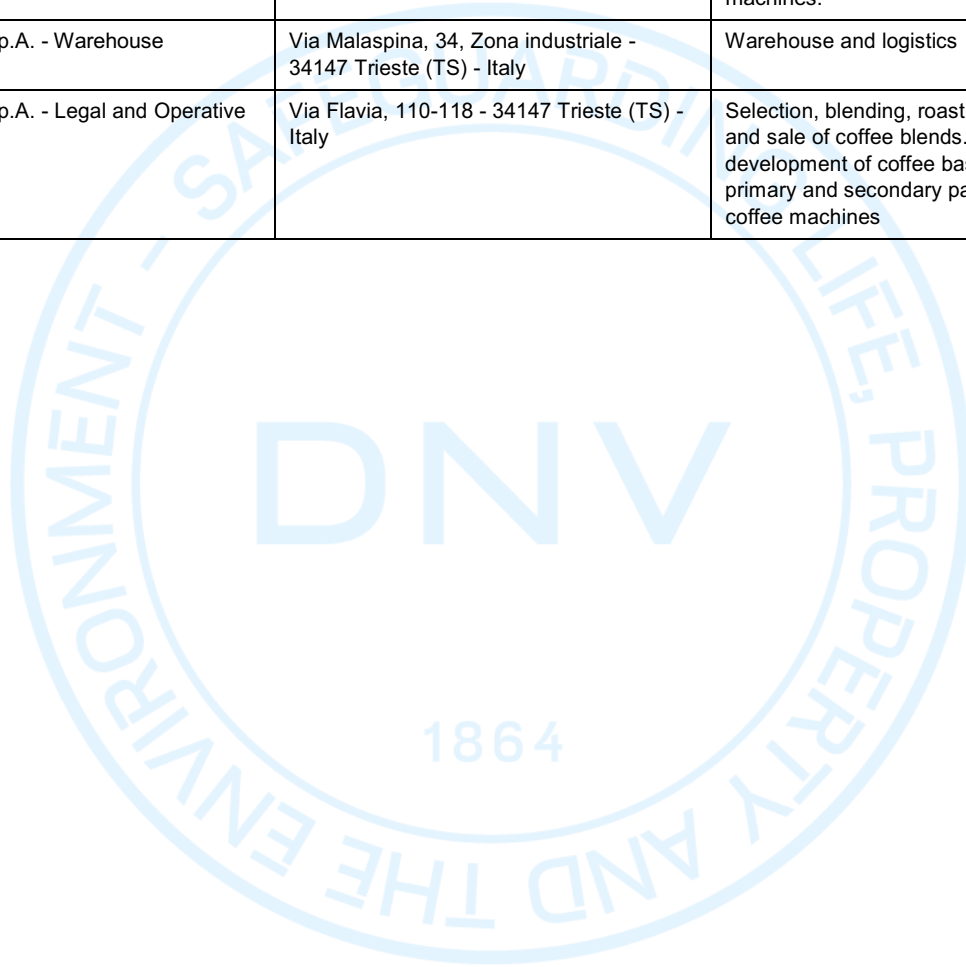 machines.
p.A. - Warehouse
Via Malaspina, 34, Zona industriale -
34147 Trieste (TS) - Italy
Warehouse and logistics
p.A. - Legal and Operative
Via Flavia, 110-118 - 34147 Trieste (TS) -
Italy
Selection, blending, roast
and sale of coffee blends.
development of coffee bas
primary and secondary pa
coffee machines
SAFEGUARDING LIFE, PROPERTY AND THE ENVIRONMENT -
DNV
1864